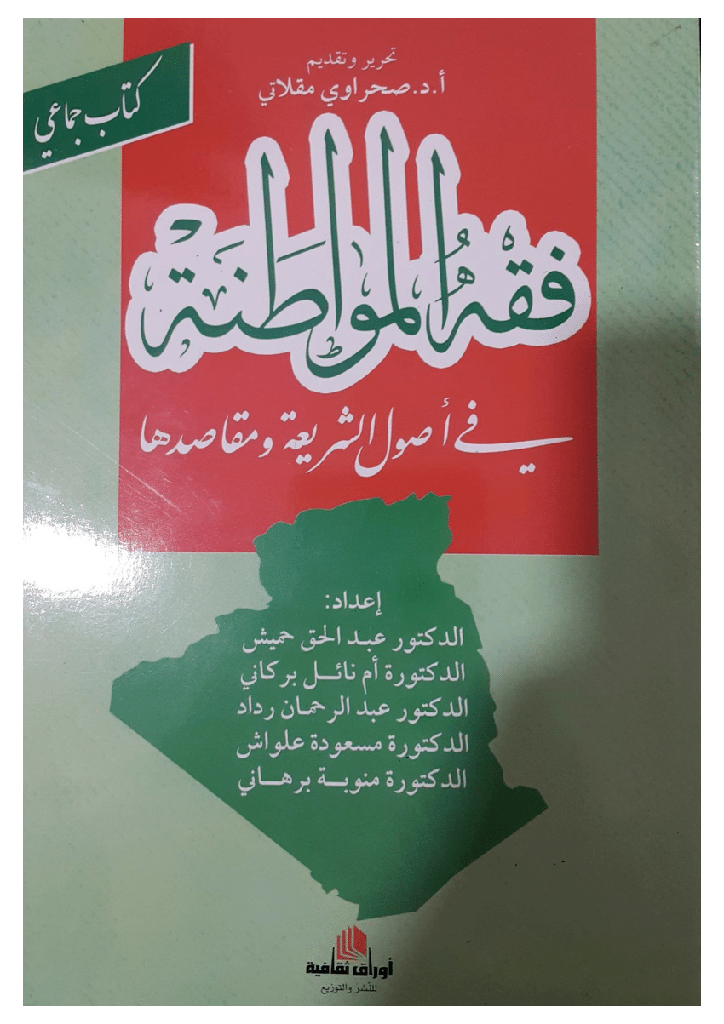 كتاب جماعي
تحرير وتقديم
أ.د.صحراوي مقلاتي
فقه المواطنة
في أصول الشريعة ومقاصدها
إعداد:
الدكتور عبد الحق حميش
الدكتورة أم نائل بركاني
الدكتور عبد الرحمان رداد
الدكتورة مسعودة علواش
الدكتورة منوبة برهاني
أوراق ثقافية
للنشر والتوزيع